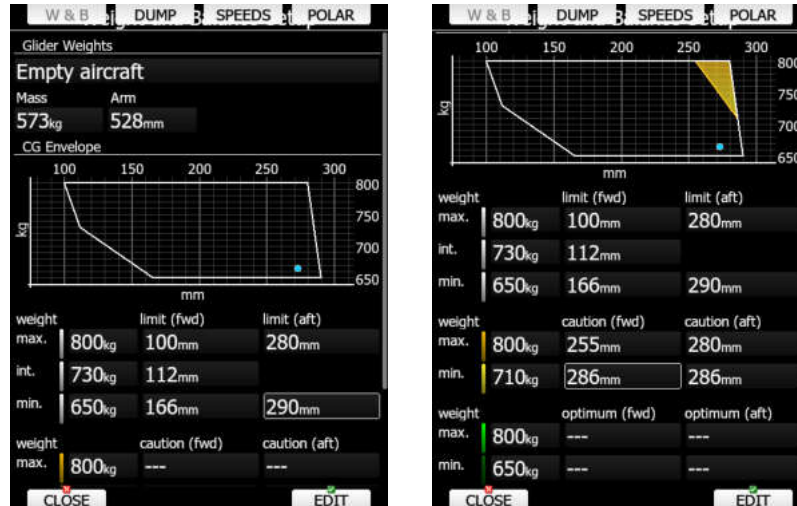 W & B DUMP SPEEDS POLAR
Glider Weights
Empty aircraft
Mass Arm
573kg 528mm
CG Envelope
100 150 200 250 300
800
750
kg
700
650
mm
weight limit (fwd) limit (aft)
max. 800kg 100mm 280mm
int. 730kg 112mm
min. 650kg 166mm 290mm
weight caution (fwd) caution (aft)
max. 800kg --- ---
CLOSE EDIT
W & B DUMP SPEEDS POLAR
100 150 200 250 300
800
750
kg
700
650
mm
weight limit (fwd) limit (aft)
max. 800kg 100mm 280mm
int. 730kg 112mm
min. 650kg 166mm 290mm
weight caution (fwd) caution (aft)
max. 800kg 255mm 280mm
min. 710kg 286mm 286mm
weight optimum (fwd) optimum (aft)
max. 800kg --- ---
min. 650kg --- ---
CLOSE EDIT